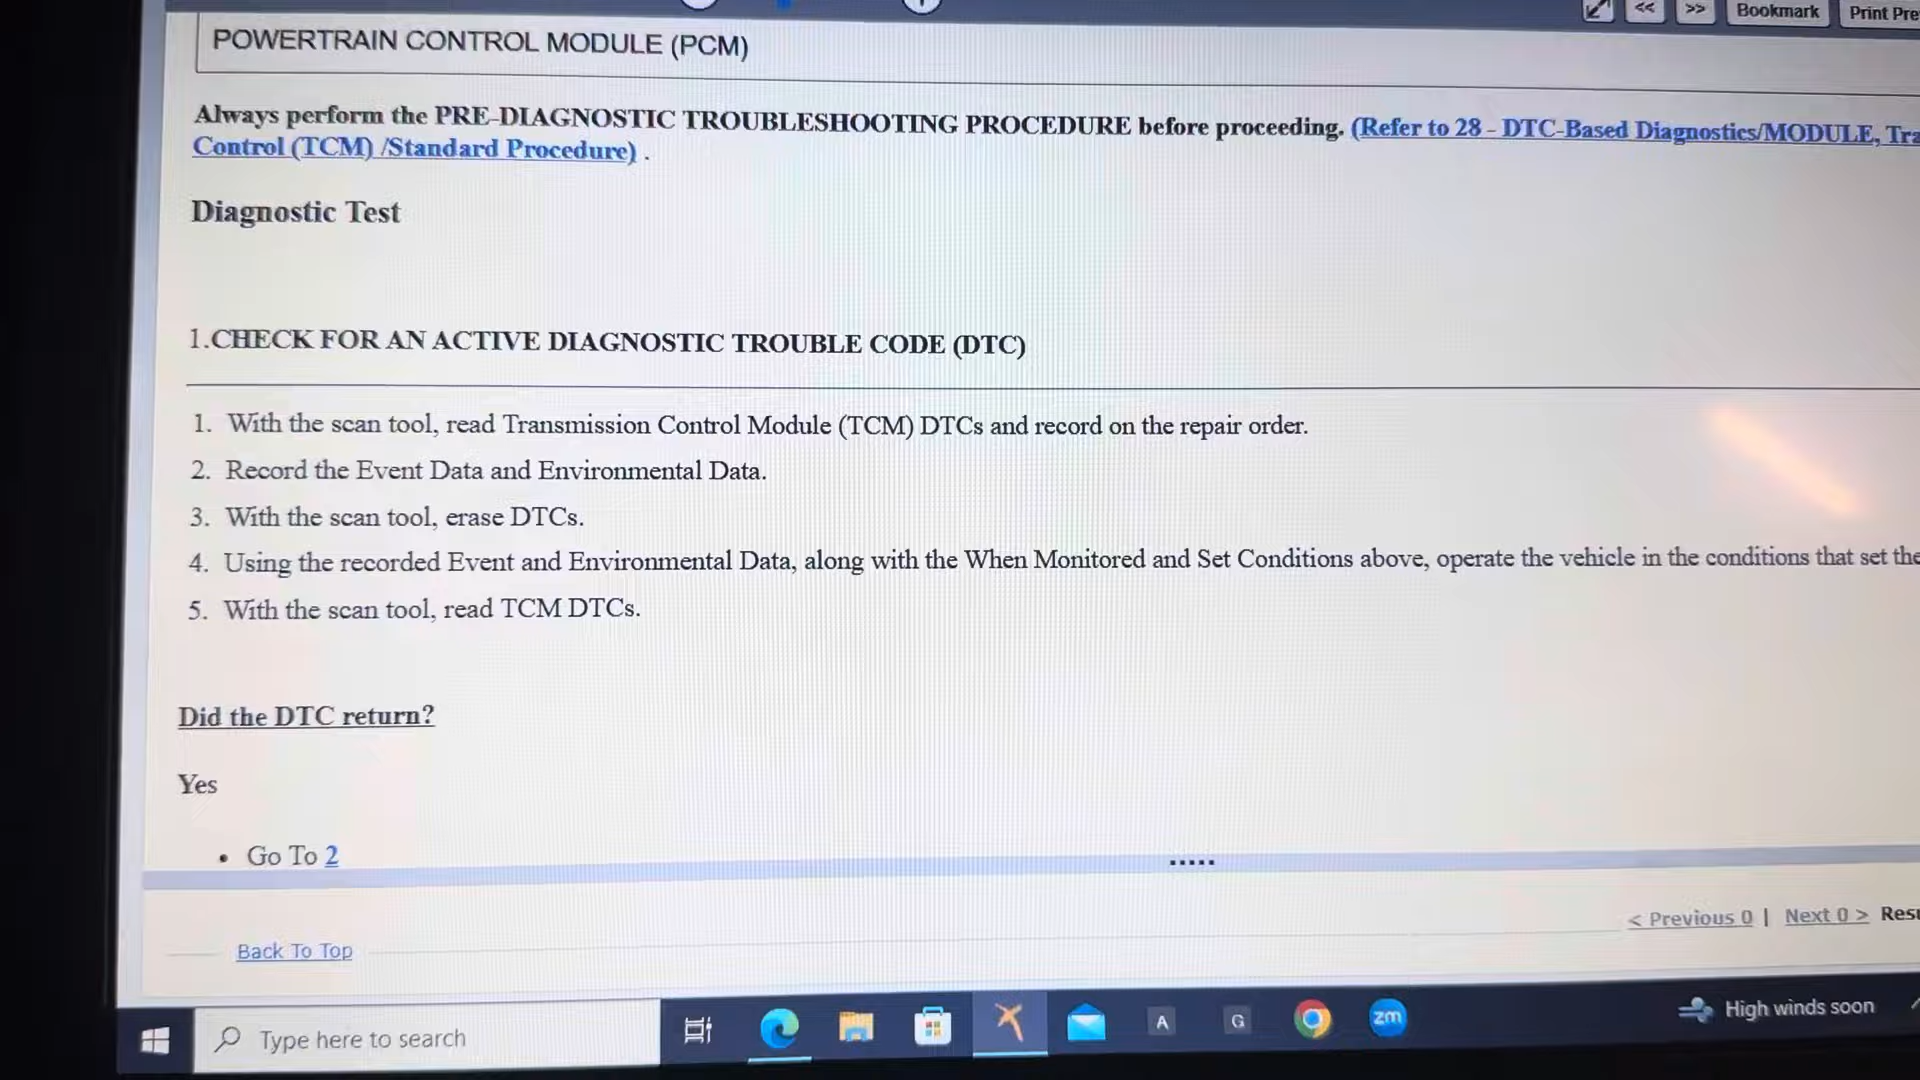 << >> Bookmark Print Pre
POWERTRAIN CONTROL MODULE (PCM)
Always perform the PRE-DIAGNOSTIC TROUBLESHOOTING PROCEDURE before proceeding. (Refer to 28 - DTC-Based Diagnostics/MODULE, Tra
Control (TCM) /Standard Procedure) .
Diagnostic Test
1.CHECK FOR AN ACTIVE DIAGNOSTIC TROUBLE CODE (DTC)
1. With the scan tool, read Transmission Control Module (TCM) DTCs and record on the repair order.
2. Record the Event Data and Environmental Data.
3. With the scan tool, erase DTCs.
4. Using the recorded Event and Environmental Data, along with the When Monitored and Set Conditions above, operate the vehicle in the conditions that set the
5. With the scan tool, read TCM DTCs.
Did the DTC return?
Yes
• Go To 2
< Previous 0 | Next 0 > Resu
Back To Top
Type here to search
A
G
zm
High winds soon